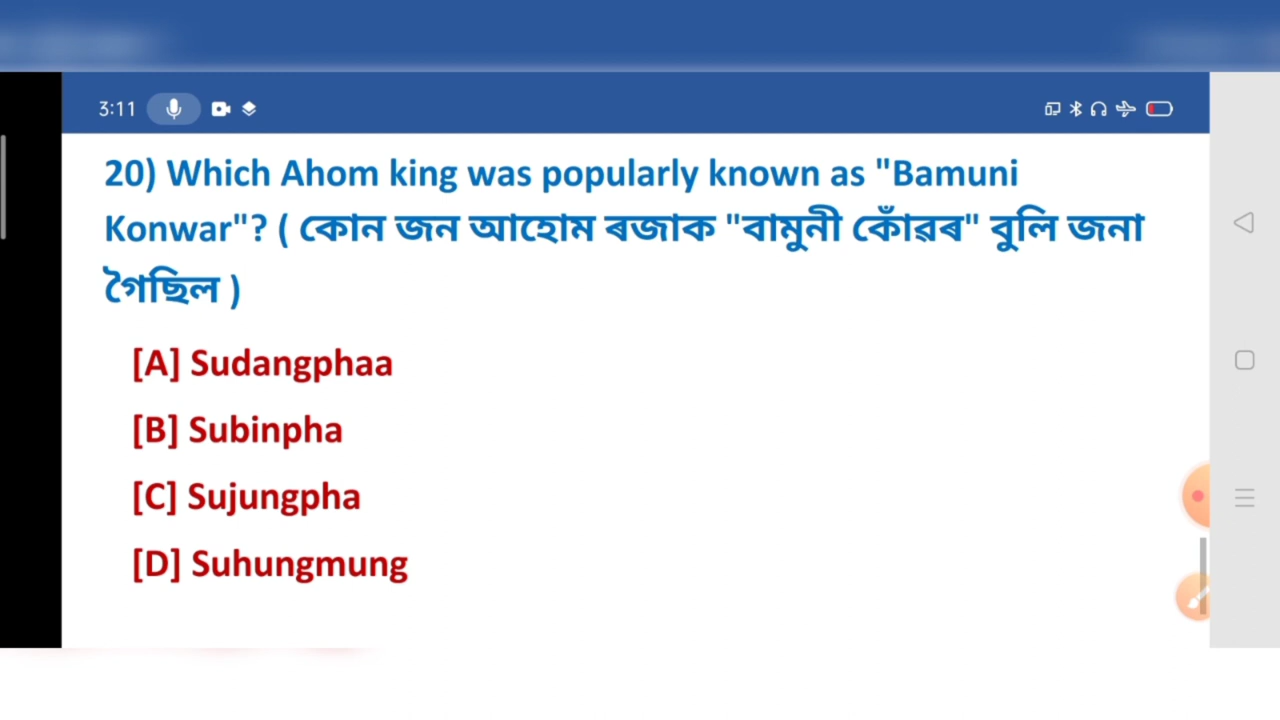 3:11
20) Which Ahom king was popularly known as "Bamuni
Konwar"? ( কোন জন আহোম ৰজাক "বামুনী কোঁৱৰ" বুলি জনা
গৈছিল )
[A] Sudangphaa
[B] Subinpha
[C] Sujungpha
[D] Suhungmung